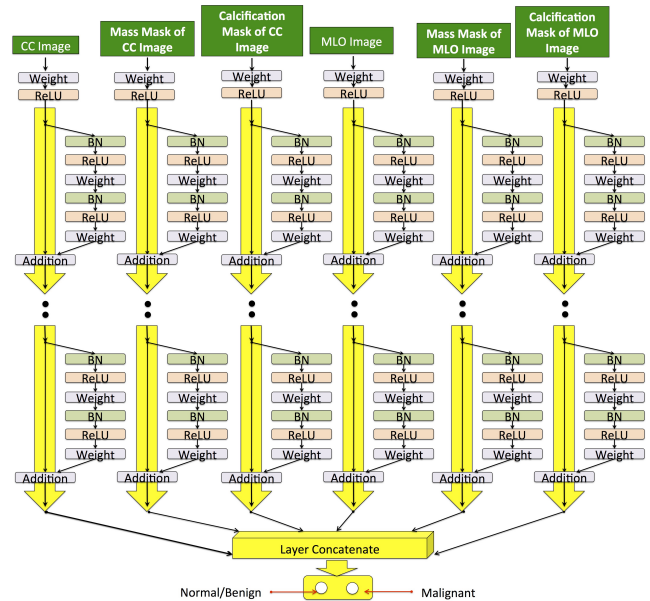 CC Image
Mass Mask of
CC Image
Calcification
Mask of CC
Image
MLO Image
Mass Mask
of MLO Image
Calcification
Mask of MLO
Image
Weight Weight Weight Weight Weight Weight
ReLU ReLU ReLU ReLU ReLU ReLU
BN BN BN BN BN BN
ReLU ReLU ReLU ReLU ReLU ReLU
Weight Weight Weight Weight Weight Weight
BN BN BN BN BN BN
ReLU ReLU ReLU ReLU ReLU ReLU
Weight Weight Weight Weight Weight Weight
Addition Addition Addition Addition Addition Addition
BN BN BN BN BN BN
ReLU ReLU ReLU ReLU ReLU ReLU
Weight Weight Weight Weight Weight Weight
BN BN BN BN BN BN
ReLU ReLU ReLU ReLU ReLU ReLU
Weight Weight Weight Weight Weight Weight
Addition Addition Addition Addition Addition Addition
Layer Concatenate
Normal/Benign Malignant